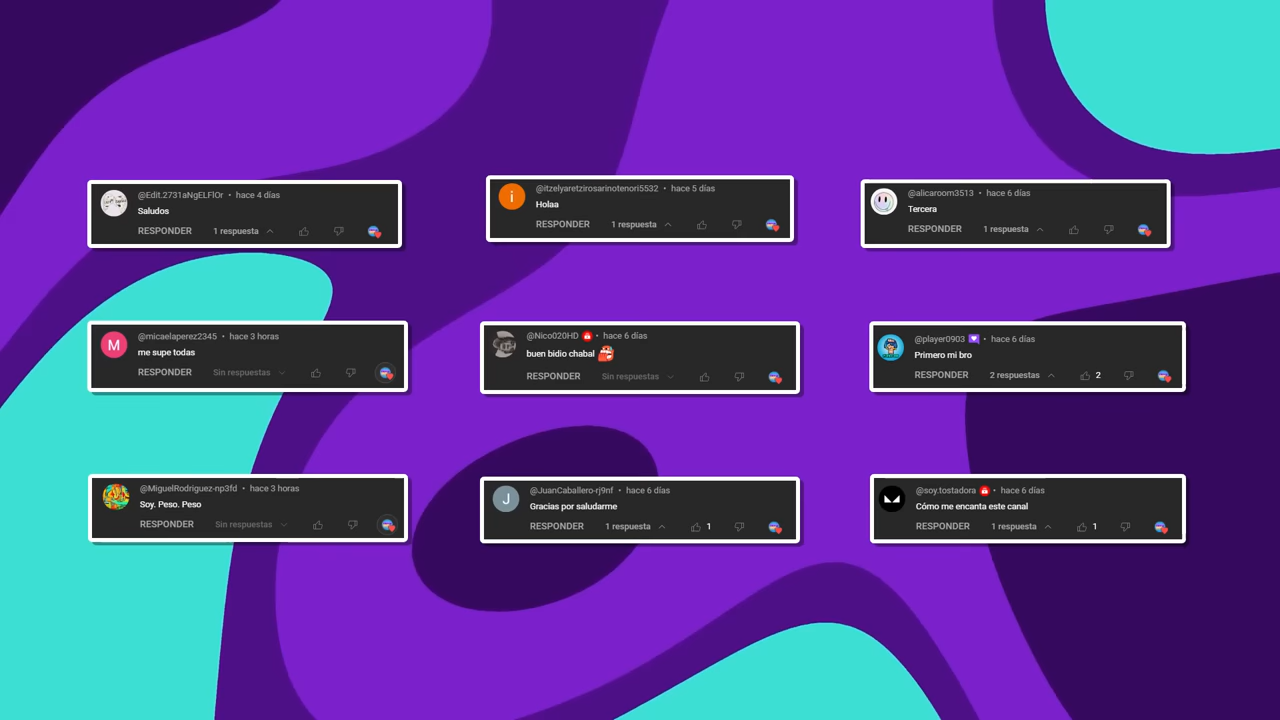 @Edit.2731aNgELFlOr • hace 4 días
Saludos
RESPONDER 1 respuesta
@itzelyaretzirosarinotenori5532 • hace 5 días
Holaa
RESPONDER 1 respuesta
@alicaroom3513 • hace 6 días
Tercera
RESPONDER 1 respuesta
@micaelaperez2345 • hace 3 horas
me supe todas
RESPONDER Sin respuestas
@Nico020HD • hace 6 días
buen bidio chabal
RESPONDER Sin respuestas
@player0903 • hace 6 días
Primero mi bro
RESPONDER 2 respuestas 2
@MiguelRodriguez-np3fd • hace 3 horas
Soy. Peso. Peso
RESPONDER Sin respuestas
@JuanCaballero-rj9nf • hace 6 días
Gracias por saludarme
RESPONDER 1 respuesta 1
@soy.tostadora • hace 6 días
Cómo me encanta este canal
RESPONDER 1 respuesta 1